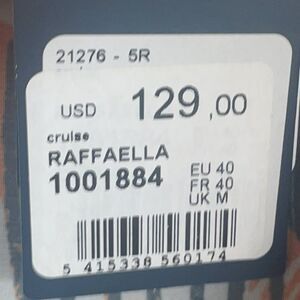 21276 - 5R
USD 129,00
cruise
RAFFAELLA
1001884
EU 40
FR 40
UK M
5 415338 560174